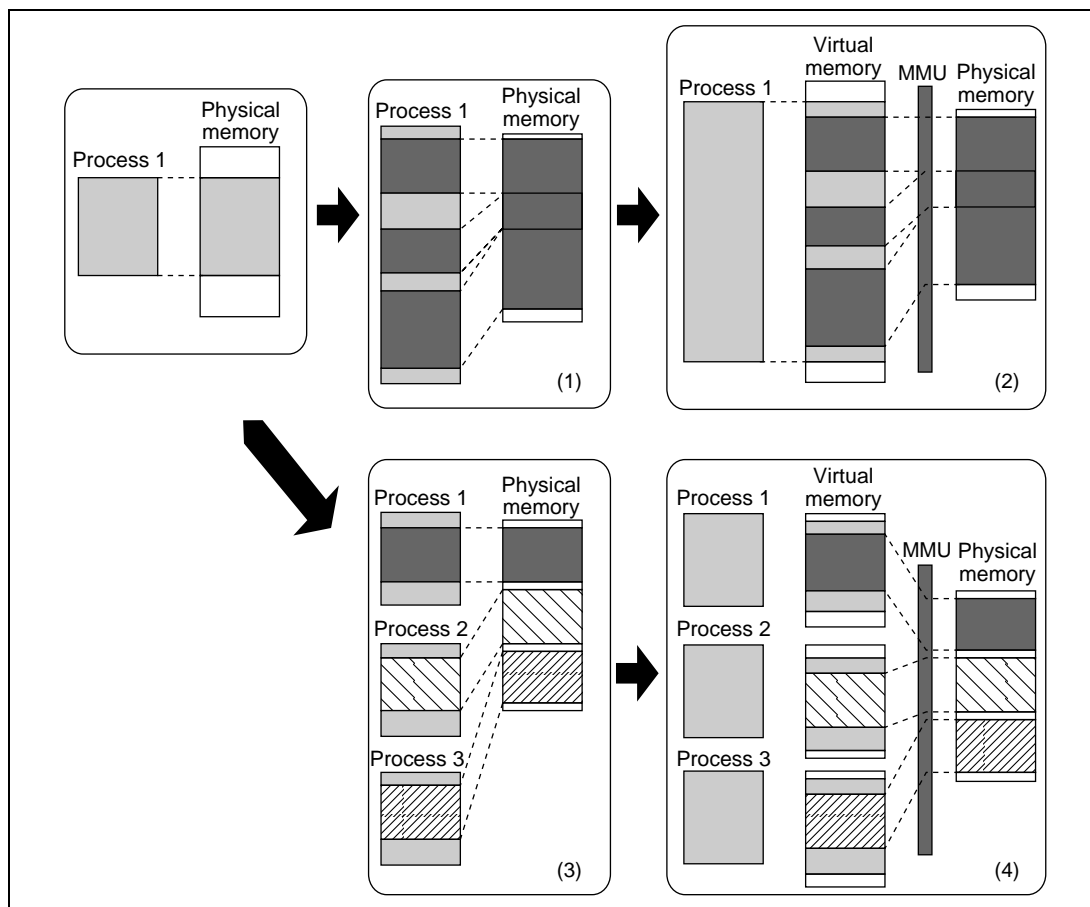 Physical
memory
Process 1
Process 1
Physical
memory
(1)
Process 1
Virtual
memory
MMU
Physical
memory
(2)
Process 1
Physical
memory
Process 2
Process 3
(3)
Process 1
Virtual
memory
MMU
Physical
memory
Process 2
Process 3
(4)